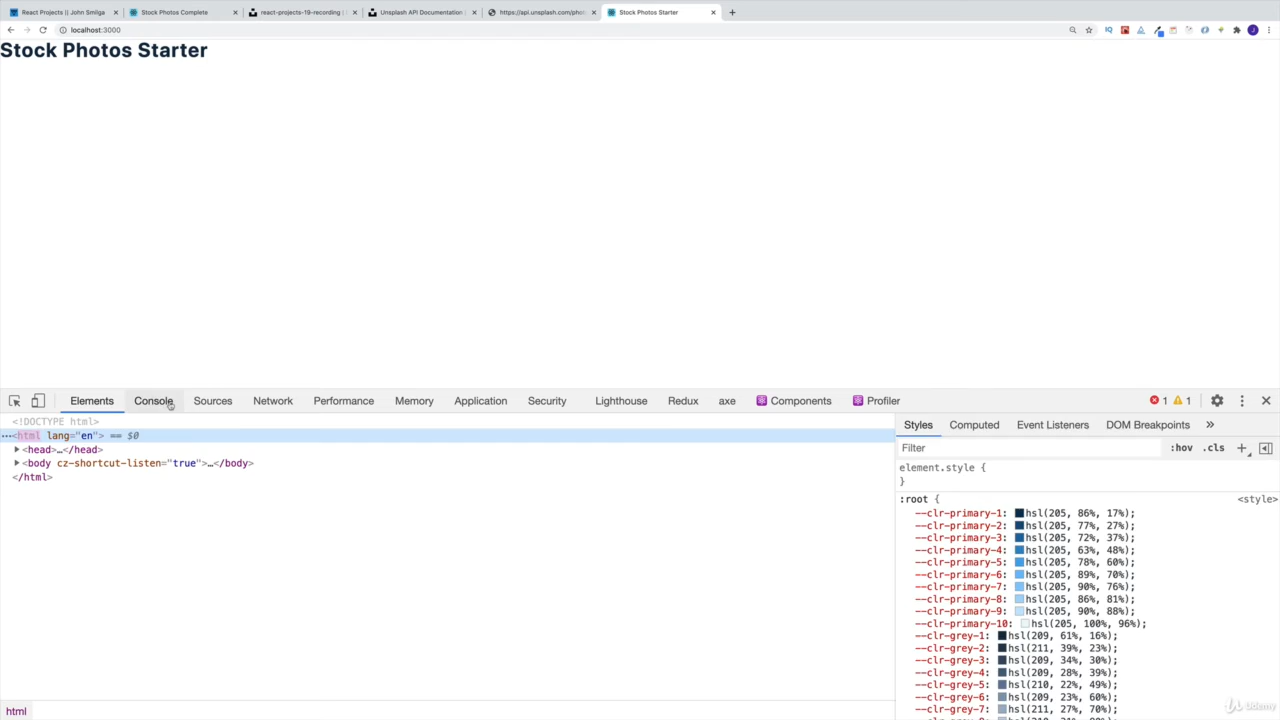 React Projects || John Smilga
Stock Photos Complete
react-projects-19-recording |
Unsplash API Documentation |
https://api.unsplash.com/phot
Stock Photos Starter
localhost:3000
Stock Photos Starter
Elements Console Sources Network Performance Memory Application Security Lighthouse Redux axe Components Profiler 1 1
<!DOCTYPE html>
<html lang="en"> == $0
<head>…</head>
<body cz-shortcut-listen="true">…</body>
</html>
html
Styles Computed Event Listeners DOM Breakpoints »
Filter :hov .cls +
element.style {
}
:root { <style>
--clr-primary-1: hsl(205, 86%, 17%);
--clr-primary-2: hsl(205, 77%, 27%);
--clr-primary-3: hsl(205, 72%, 37%);
--clr-primary-4: hsl(205, 63%, 48%);
--clr-primary-5: hsl(205, 78%, 60%);
--clr-primary-6: hsl(205, 89%, 70%);
--clr-primary-7: hsl(205, 90%, 76%);
--clr-primary-8: hsl(205, 86%, 81%);
--clr-primary-9: hsl(205, 90%, 88%);
--clr-primary-10: hsl(205, 100%, 96%);
--clr-grey-1: hsl(209, 61%, 16%);
--clr-grey-2: hsl(211, 39%, 23%);
--clr-grey-3: hsl(209, 34%, 30%);
--clr-grey-4: hsl(209, 28%, 39%);
--clr-grey-5: hsl(210, 22%, 49%);
--clr-grey-6: hsl(209, 23%, 60%);
--clr-grey-7: hsl(211, 27%, 70%);
Udemy